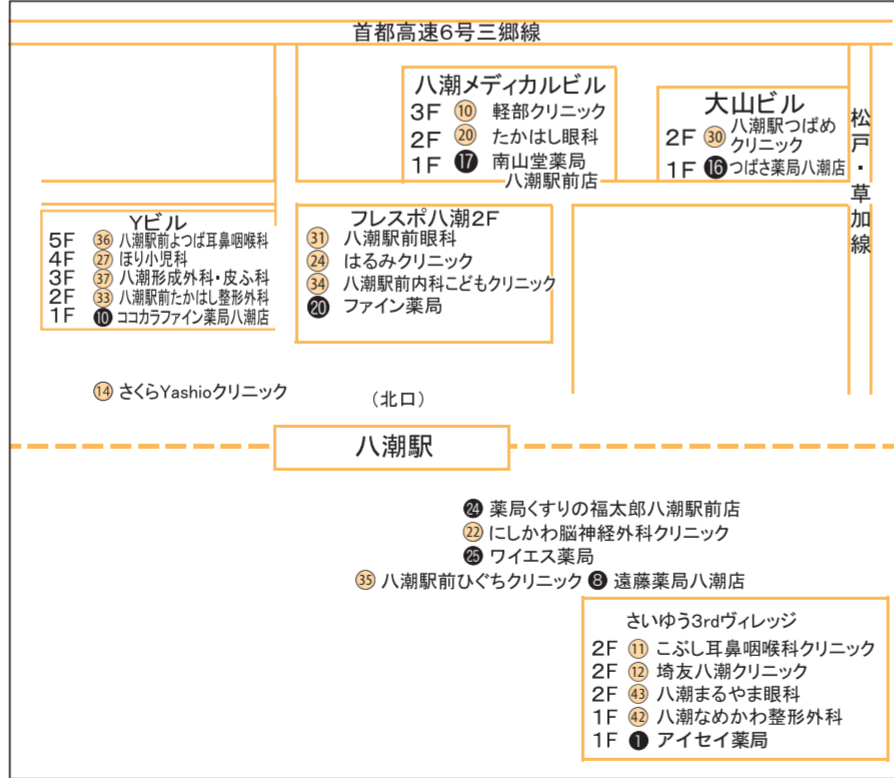 首都高速6号三郷線
八潮メディカルビル
3F ⑩ 軽部クリニック
2F ⑳ たかはし眼科
1F ⓱ 南山堂薬局
八潮駅前店
大山ビル
2F ㉚ 八潮駅つばめ
クリニック
1F ⓰ つばさ薬局八潮店
松戸・草加線
Yビル
5F ㊱ 八潮駅前よつば耳鼻咽喉科
4F ㉗ ほり小児科
3F ㊲ 八潮形成外科・皮ふ科
2F ㉝ 八潮駅前たかはし整形外科
1F ❿ ココカラファイン薬局八潮店
フレスポ八潮2F
㉛ 八潮駅前眼科
㉔ はるみクリニック
㉞ 八潮駅前内科こどもクリニック
⓴ ファイン薬局
⑭ さくらYashioクリニック
(北口)
八潮駅
24 薬局くすりの福太郎八潮駅前店
㉒ にしかわ脳神経外科クリニック
25 ワイエス薬局
㉟ 八潮駅前ひぐちクリニック ❽ 遠藤薬局八潮店
さいゆう3rdヴィレッジ
2F ⑪ こぶし耳鼻咽喉科クリニック
2F ⑫ 埼友八潮クリニック
2F ㊸ 八潮まるやま眼科
1F ㊷ 八潮なめかわ整形外科
1F ❶ アイセイ薬局